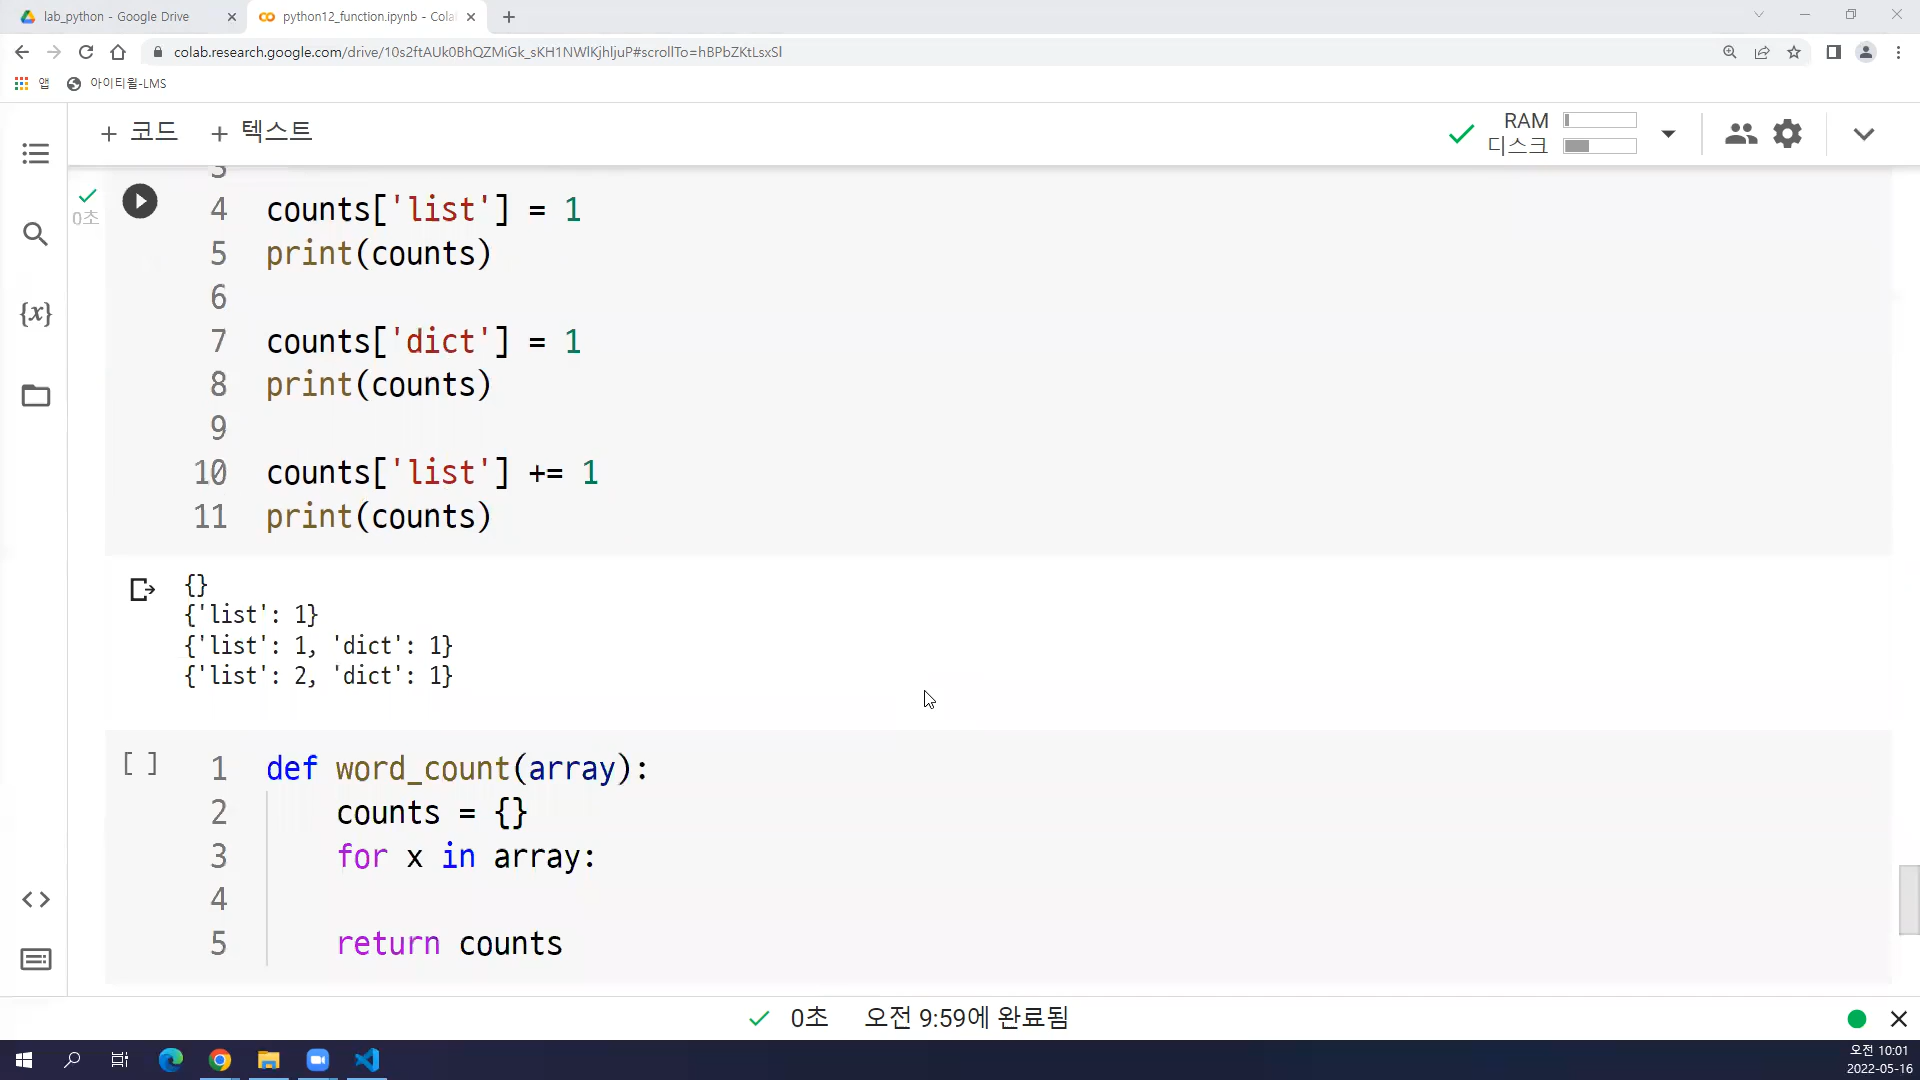 lab_python - Google Drive
python12_function.ipynb - Cola
colab.research.google.com/drive/10s2ftAUk0BhQZMiGk_sKH1NWlKjhljuP#scrollTo=hBPbZKtLsxSl
앱
아이티윌-LMS
+ 코드
+ 텍스트
RAM
디스크
0초
3
4 counts['list'] = 1
5 print(counts)
6
7 counts['dict'] = 1
8 print(counts)
9
10 counts['list'] += 1
11 print(counts)
{}
{'list': 1}
{'list': 1, 'dict': 1}
{'list': 2, 'dict': 1}
[ ]
1 def word_count(array):
2 counts = {}
3 for x in array:
4
5 return counts
{x}
0초 오전 9:59에 완료됨
오전 10:01
2022-05-16